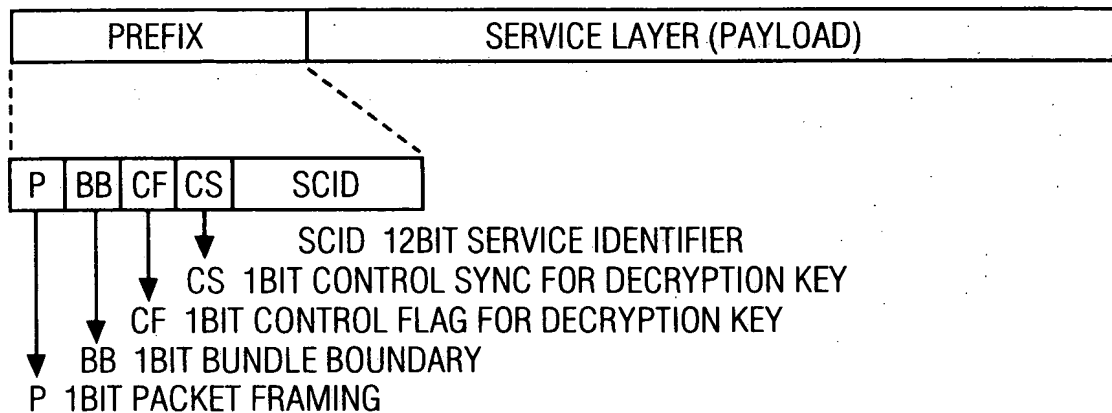 PREFIX SERVICE LAYER (PAYLOAD)
P BB CF CS SCID
SCID 12BIT SERVICE IDENTIFIER
CS 1BIT CONTROL SYNC FOR DECRYPTION KEY
CF 1BIT CONTROL FLAG FOR DECRYPTION KEY
BB 1BIT BUNDLE BOUNDARY
P 1BIT PACKET FRAMING